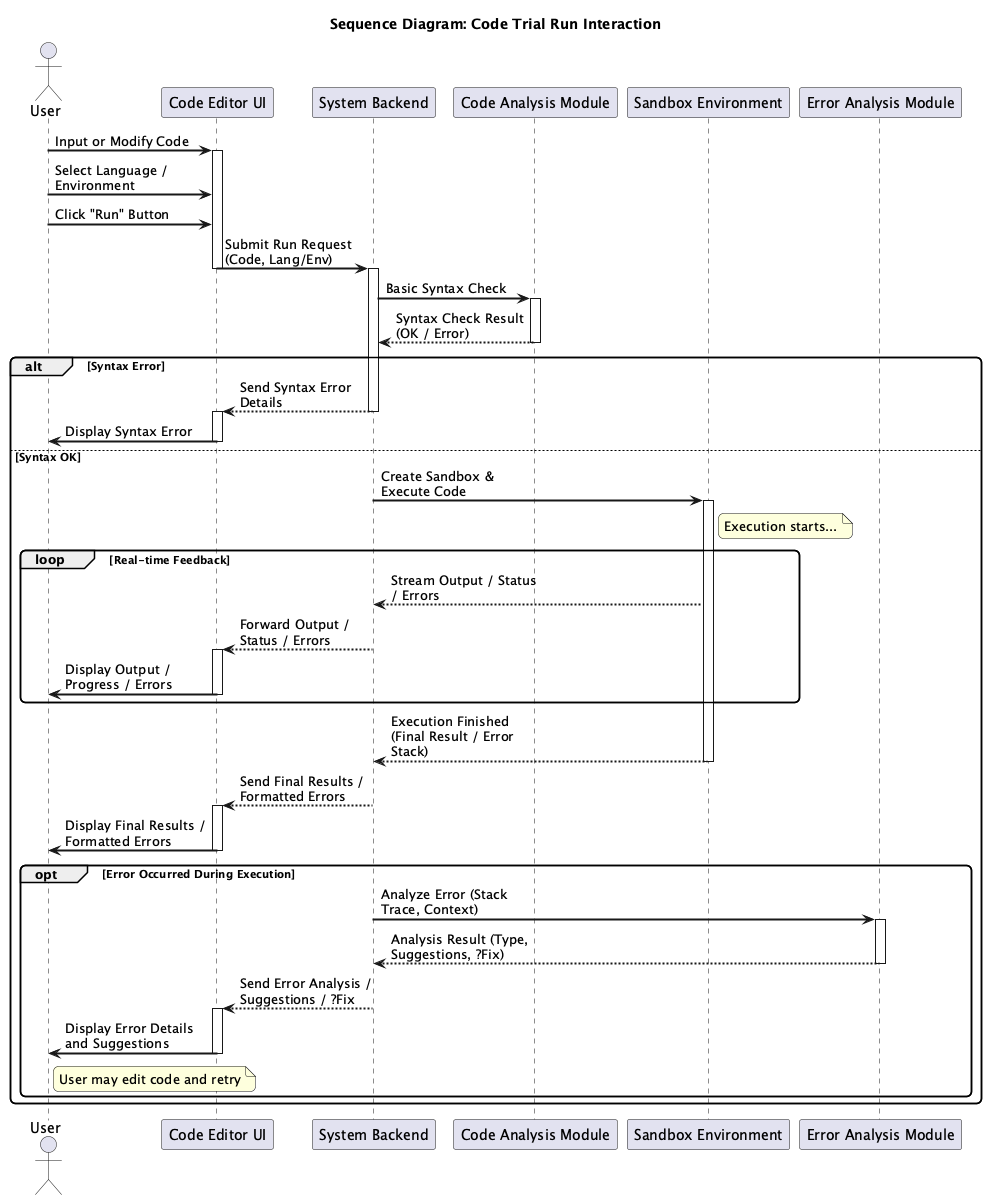 Sequence Diagram: Code Trial Run Interaction
User
Code Editor UI
System Backend
Code Analysis Module
Sandbox Environment
Error Analysis Module
Input or Modify Code
Select Language /
Environment
Click "Run" Button
Submit Run Request
(Code, Lang/Env)
Basic Syntax Check
Syntax Check Result
(OK / Error)
alt
[Syntax Error]
Send Syntax Error
Details
Display Syntax Error
[Syntax OK]
Create Sandbox &
Execute Code
Execution starts...
loop
[Real-time Feedback]
Stream Output / Status
/ Errors
Forward Output /
Status / Errors
Display Output /
Progress / Errors
Execution Finished
(Final Result / Error
Stack)
Send Final Results /
Formatted Errors
Display Final Results /
Formatted Errors
opt
[Error Occurred During Execution]
Analyze Error (Stack
Trace, Context)
Analysis Result (Type,
Suggestions, ?Fix)
Send Error Analysis /
Suggestions / ?Fix
Display Error Details
and Suggestions
User may edit code and retry
User
Code Editor UI
System Backend
Code Analysis Module
Sandbox Environment
Error Analysis Module